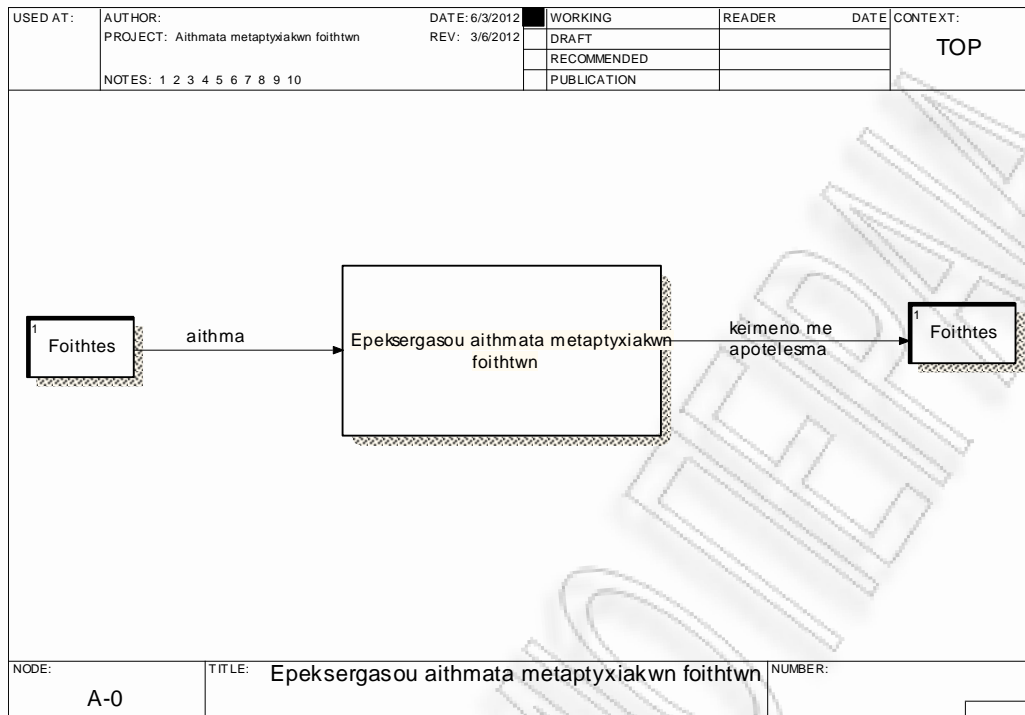 USED AT:
AUTHOR:
DATE: 6/3/2012
WORKING
READER
DATE
CONTEXT:
PROJECT: Aithmata metaptyxiakwn foithtwn
REV: 3/6/2012
DRAFT
TOP
RECOMMENDED
NOTES: 1 2 3 4 5 6 7 8 9 10
PUBLICATION
1
Foithtes
aithma
Epeksergasou aithmata metaptyxiakwn
foithtwn
keimeno me
apotelesma
1
Foithtes
NODE:
A-0
TITLE:
Epeksergasou aithmata metaptyxiakwn foithtwn
NUMBER: